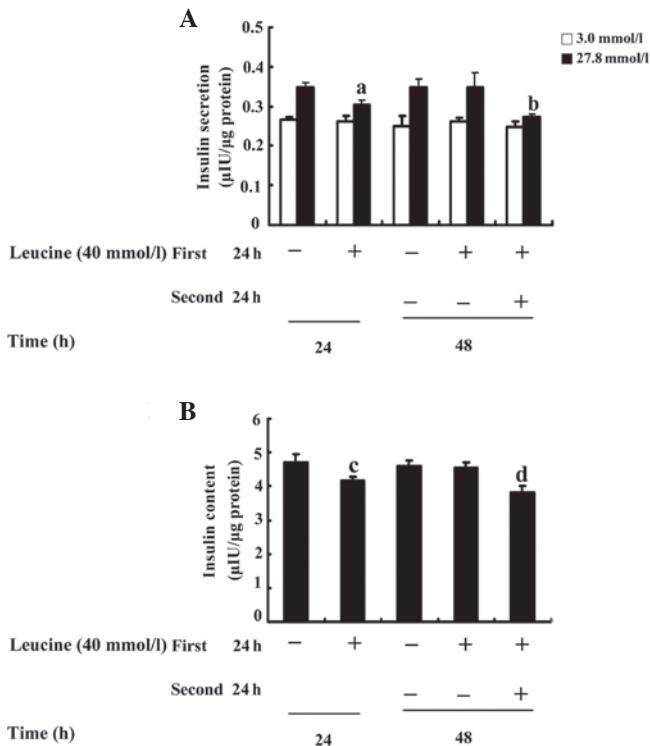 A
3.0 mmol/l
27.8 mmol/l
Insulin secretion
(µIU/µg protein)
0.5
0.4
0.3
0.2
0.1
0
a
b
Leucine (40 mmol/l) First 24 h − + − + +
Second 24 h − − +
Time (h) 24 48
B
Insulin content
(µIU/µg protein)
6
5
4
3
2
1
0
c
d
Leucine (40 mmol/l) First 24 h − + − + +
Second 24 h − − +
Time (h) 24 48